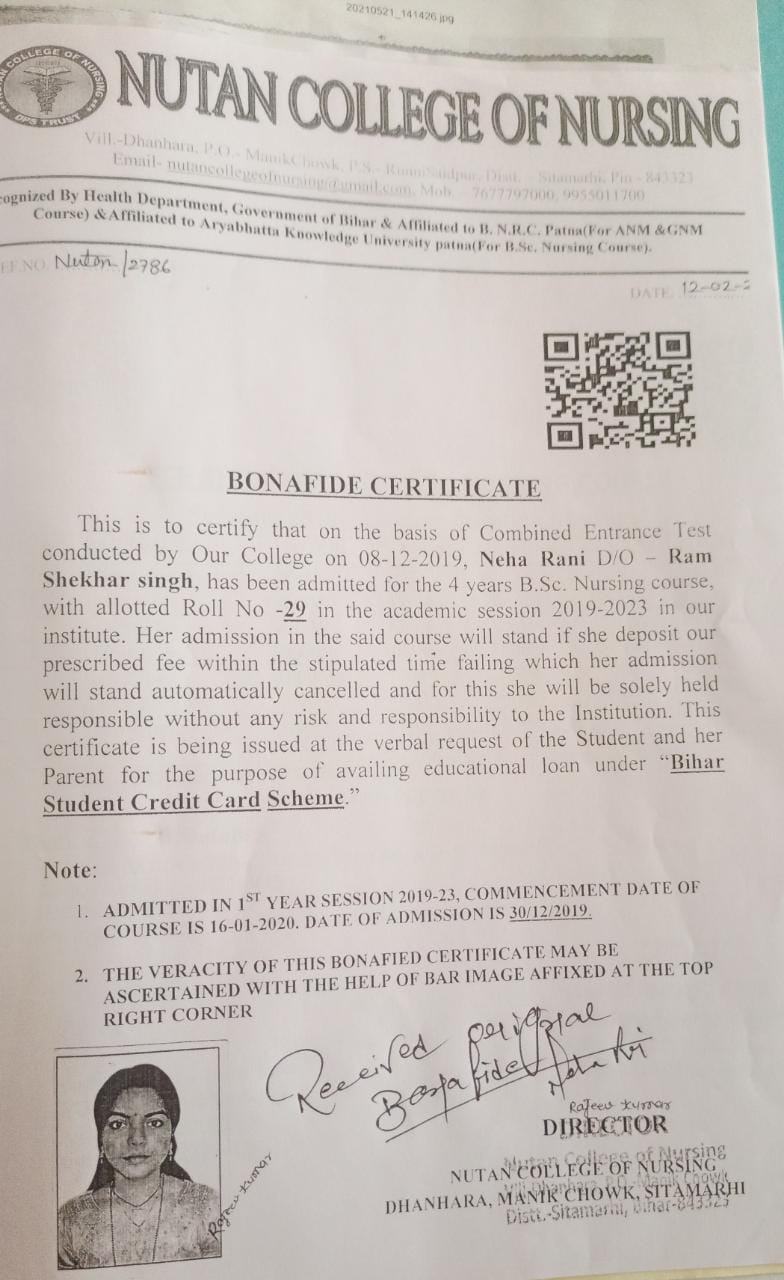 20210521_141426.jpg
COLLEGE OF NURSING
DPS TRUST
NUTAN COLLEGE OF NURSING
Vill.-Dhanhara, P.O.- ManikChowk, P.S.- RunniSaidpur, Distt. - Sitamarhi, Pin - 843323
Email- nutancollegeofnursing@gmail.com, Mob. - 7677797000, 9955011700
ognized By Health Department, Government of Bihar & Affiliated to B. N.R.C. Patna(For ANM &GNM
Course) &Affiliated to Aryabhatta Knowledge University patna(For B.Sc. Nursing Course).
EF.NO. Nutan/2786
DATE 12-02-2
BONAFIDE CERTIFICATE
This is to certify that on the basis of Combined Entrance Test
conducted by Our College on 08-12-2019, Neha Rani D/O – Ram
Shekhar singh, has been admitted for the 4 years B.Sc. Nursing course,
with allotted Roll No -29 in the academic session 2019-2023 in our
institute. Her admission in the said course will stand if she deposit our
prescribed fee within the stipulated time failing which her admission
will stand automatically cancelled and for this she will be solely held
responsible without any risk and responsibility to the Institution. This
certificate is being issued at the verbal request of the Student and her
Parent for the purpose of availing educational loan under “Bihar
Student Credit Card Scheme.”
Note:
1. ADMITTED IN 1ST YEAR SESSION 2019-23, COMMENCEMENT DATE OF
COURSE IS 16-01-2020. DATE OF ADMISSION IS 30/12/2019.
2. THE VERACITY OF THIS BONAFIED CERTIFICATE MAY BE
ASCERTAINED WITH THE HELP OF BAR IMAGE AFFIXED AT THE TOP
RIGHT CORNER
Received original
Bonafide
Rajeev Kumar
Rajeev Kumar
DIRECTOR
Nutan College of Nursing
NUTAN COLLEGE OF NURSING
DHANHARA, MANIK CHOWK, SITAMARHI
Distt.-Sitamarhi, Bihar-843323